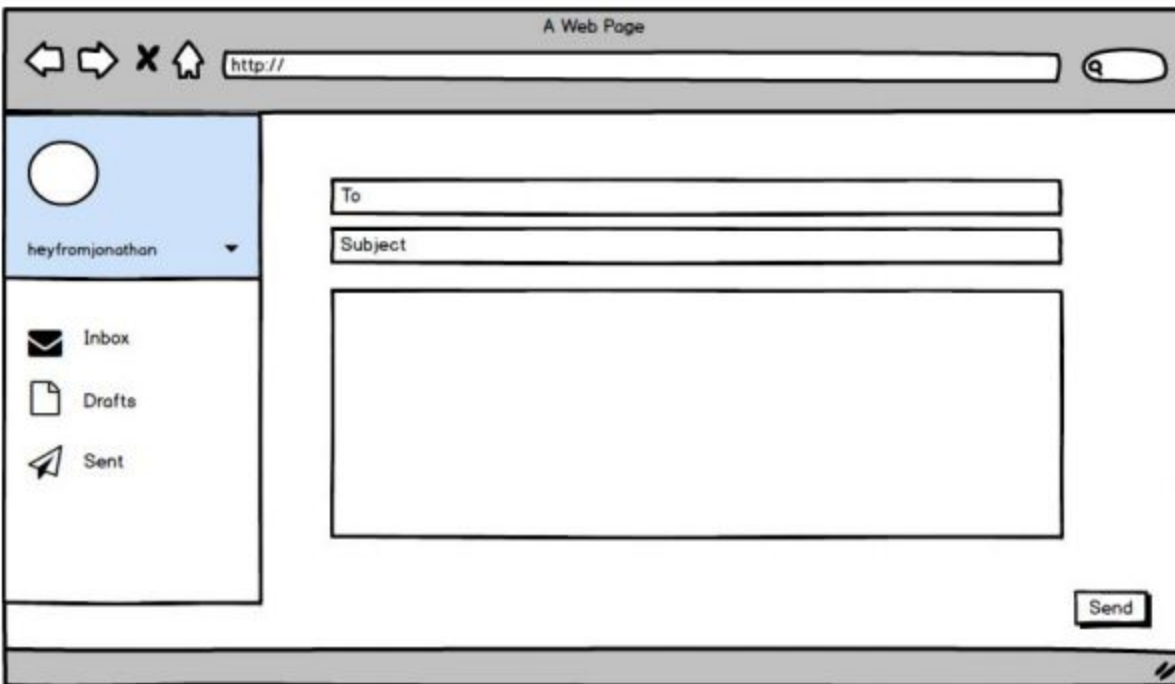 A Web Page
http://
heyfromjonathan
To
Subject
Inbox
Drafts
Sent
Send